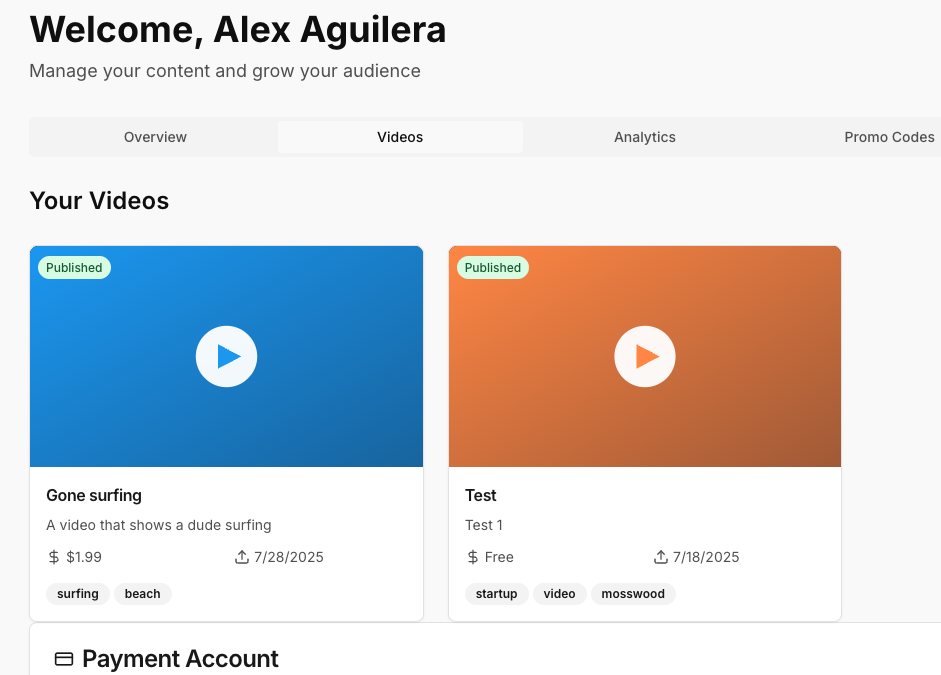 Welcome, Alex Aguilera
Manage your content and grow your audience
Overview Videos Analytics Promo Codes
Your Videos
Published
Gone surfing
A video that shows a dude surfing
$ $1.99 7/28/2025
surfing beach
Published
Test
Test 1
$ Free 7/18/2025
startup video mosswood
Payment Account